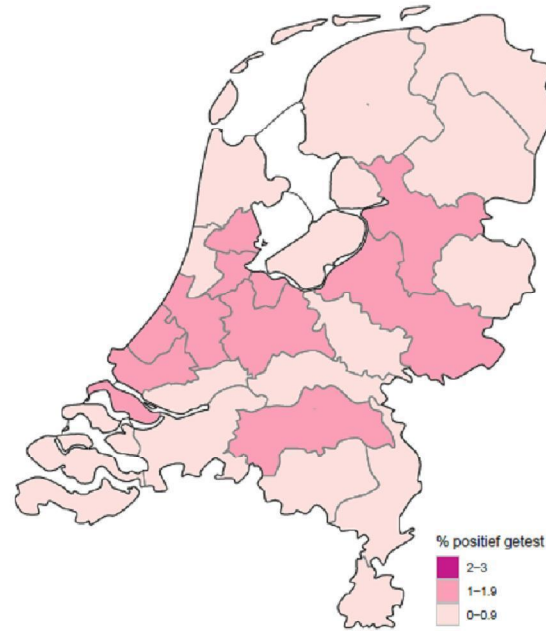 % positief getest
2–3
1–1.9
0–0.9